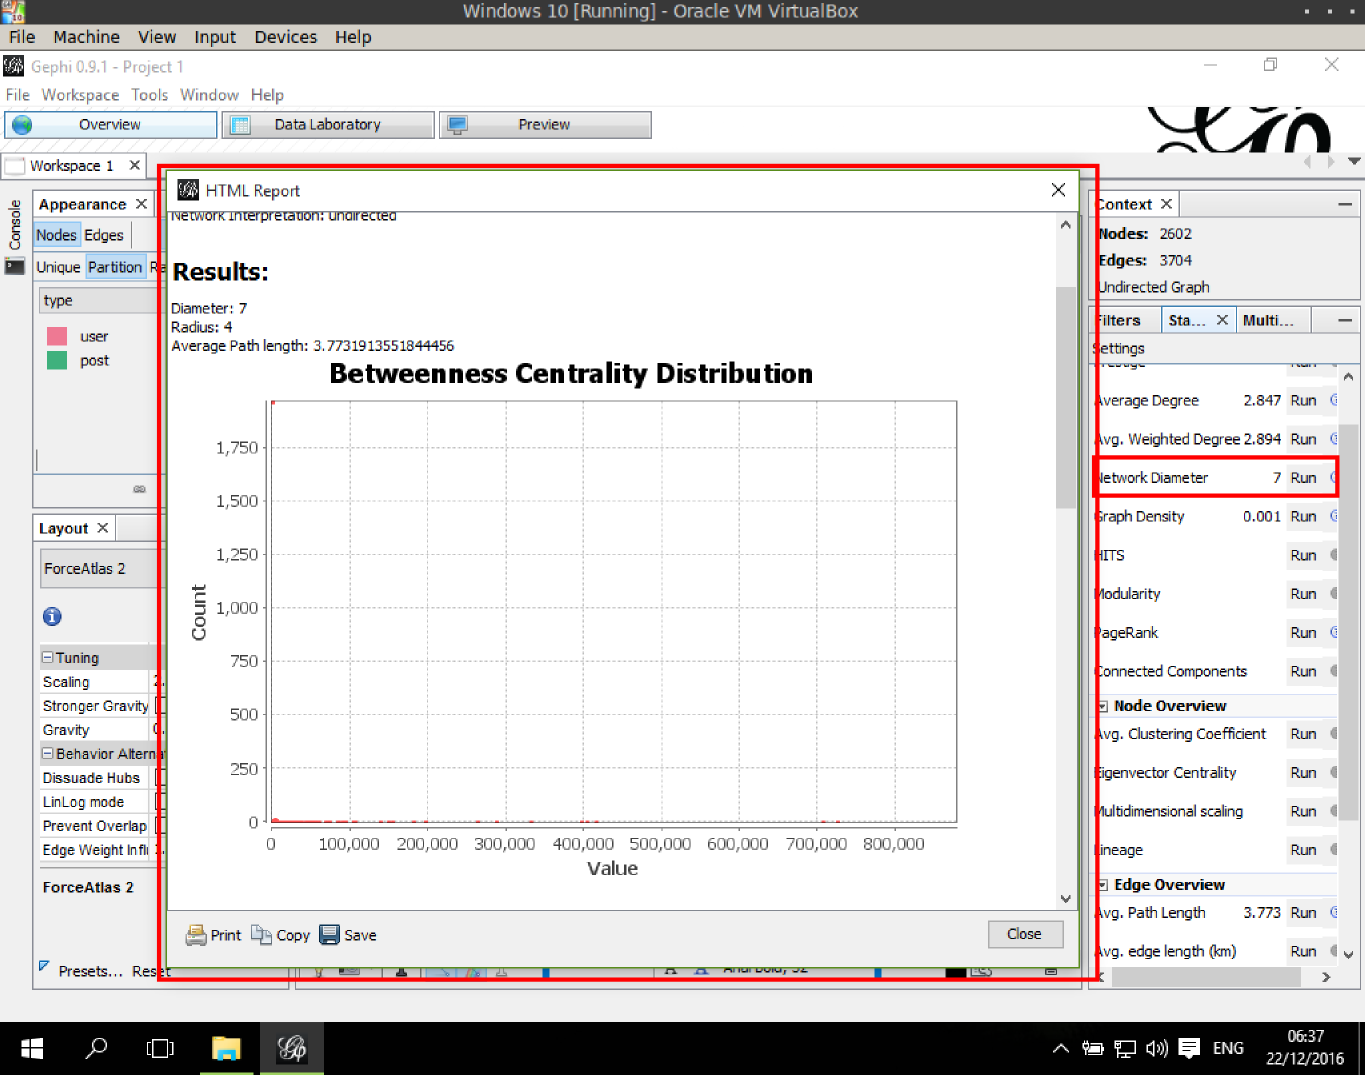 Windows 10 [Running] - Oracle VM VirtualBox
File Machine View Input Devices Help
Gephi 0.9.1 - Project 1
File Workspace Tools Window Help
Overview Data Laboratory Preview
Workspace 1
Console
Appearance
Nodes Edges
Unique Partition Ra
type
user
post
Layout
ForceAtlas 2
Tuning
Scaling 2.
Stronger Gravity
Gravity 0.
Behavior Alterna
Dissuade Hubs
LinLog mode
Prevent Overlap
Edge Weight Influ
ForceAtlas 2
Presets... Reset
HTML Report
Network Interpretation: undirected
Results:
Diameter: 7
Radius: 4
Average Path length: 3.7731913551844456
Betweenness Centrality Distribution
Count
1,750
1,500
1,250
1,000
750
500
250
0
0 100,000 200,000 300,000 400,000 500,000 600,000 700,000 800,000
Value
Print Copy Save Close
Arial Bold, 32
Context
Nodes: 2602
Edges: 3704
Undirected Graph
Filters Sta... Multi...
Settings
Average Degree 2.847 Run
Avg. Weighted Degree 2.894 Run
Network Diameter 7 Run
Graph Density 0.001 Run
HITS Run
Modularity Run
PageRank Run
Connected Components Run
Node Overview
Avg. Clustering Coefficient Run
Eigenvector Centrality Run
Multidimensional scaling Run
Lineage Run
Edge Overview
Avg. Path Length 3.773 Run
Avg. edge length (km) Run
ENG
06:37
22/12/2016